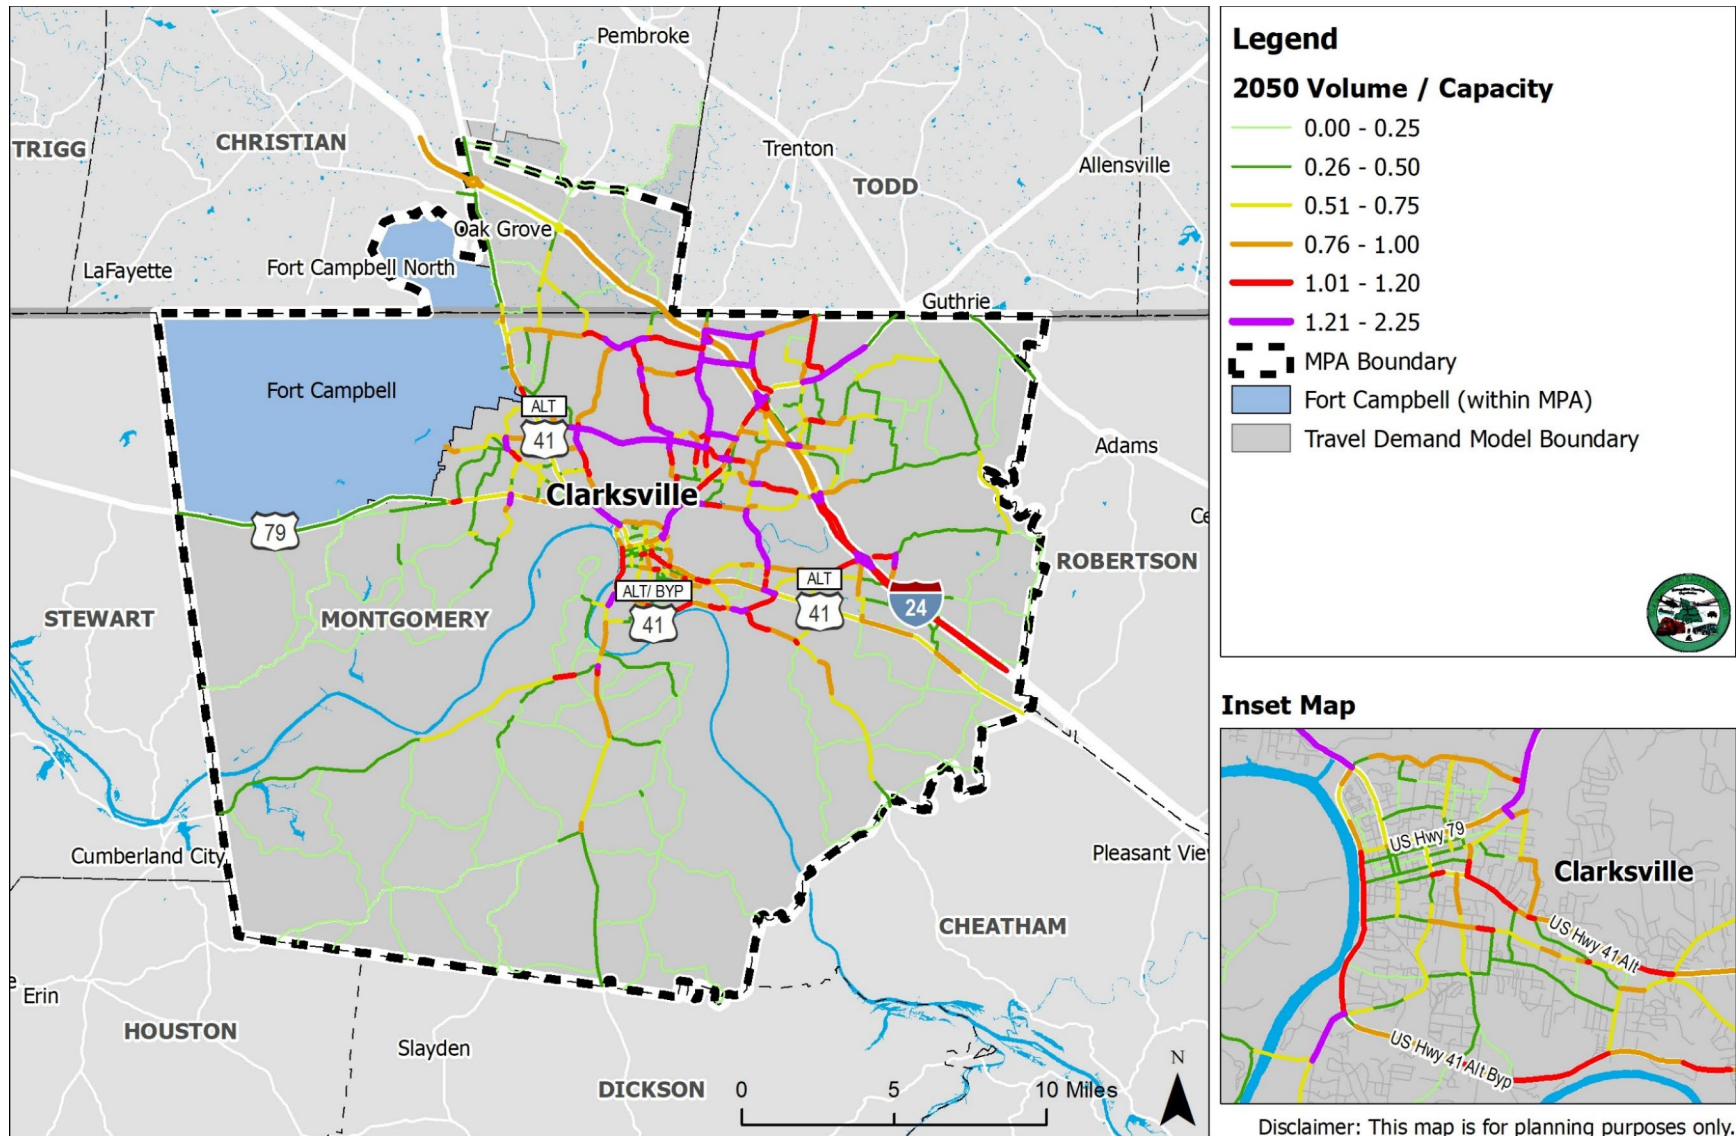 Pembroke
TRIGG
CHRISTIAN
Trenton
Allensville
TODD
Oak Grove
LaFayette
Fort Campbell North
Guthrie
Fort Campbell
ALT
41
Adams
Clarksville
79
Ce
ROBERTSON
ALT/ BYP
41
ALT
41
24
STEWART
MONTGOMERY
Cumberland City
Pleasant View
CHEATHAM
e
Erin
HOUSTON
Slayden
DICKSON
N
0 5 10 Miles
Legend
2050 Volume / Capacity
0.00 - 0.25
0.26 - 0.50
0.51 - 0.75
0.76 - 1.00
1.01 - 1.20
1.21 - 2.25
MPA Boundary
Fort Campbell (within MPA)
Travel Demand Model Boundary
Inset Map
US Hwy 79
Clarksville
US Hwy 41 Alt
US Hwy 41 Alt Byp
Disclaimer: This map is for planning purposes only.